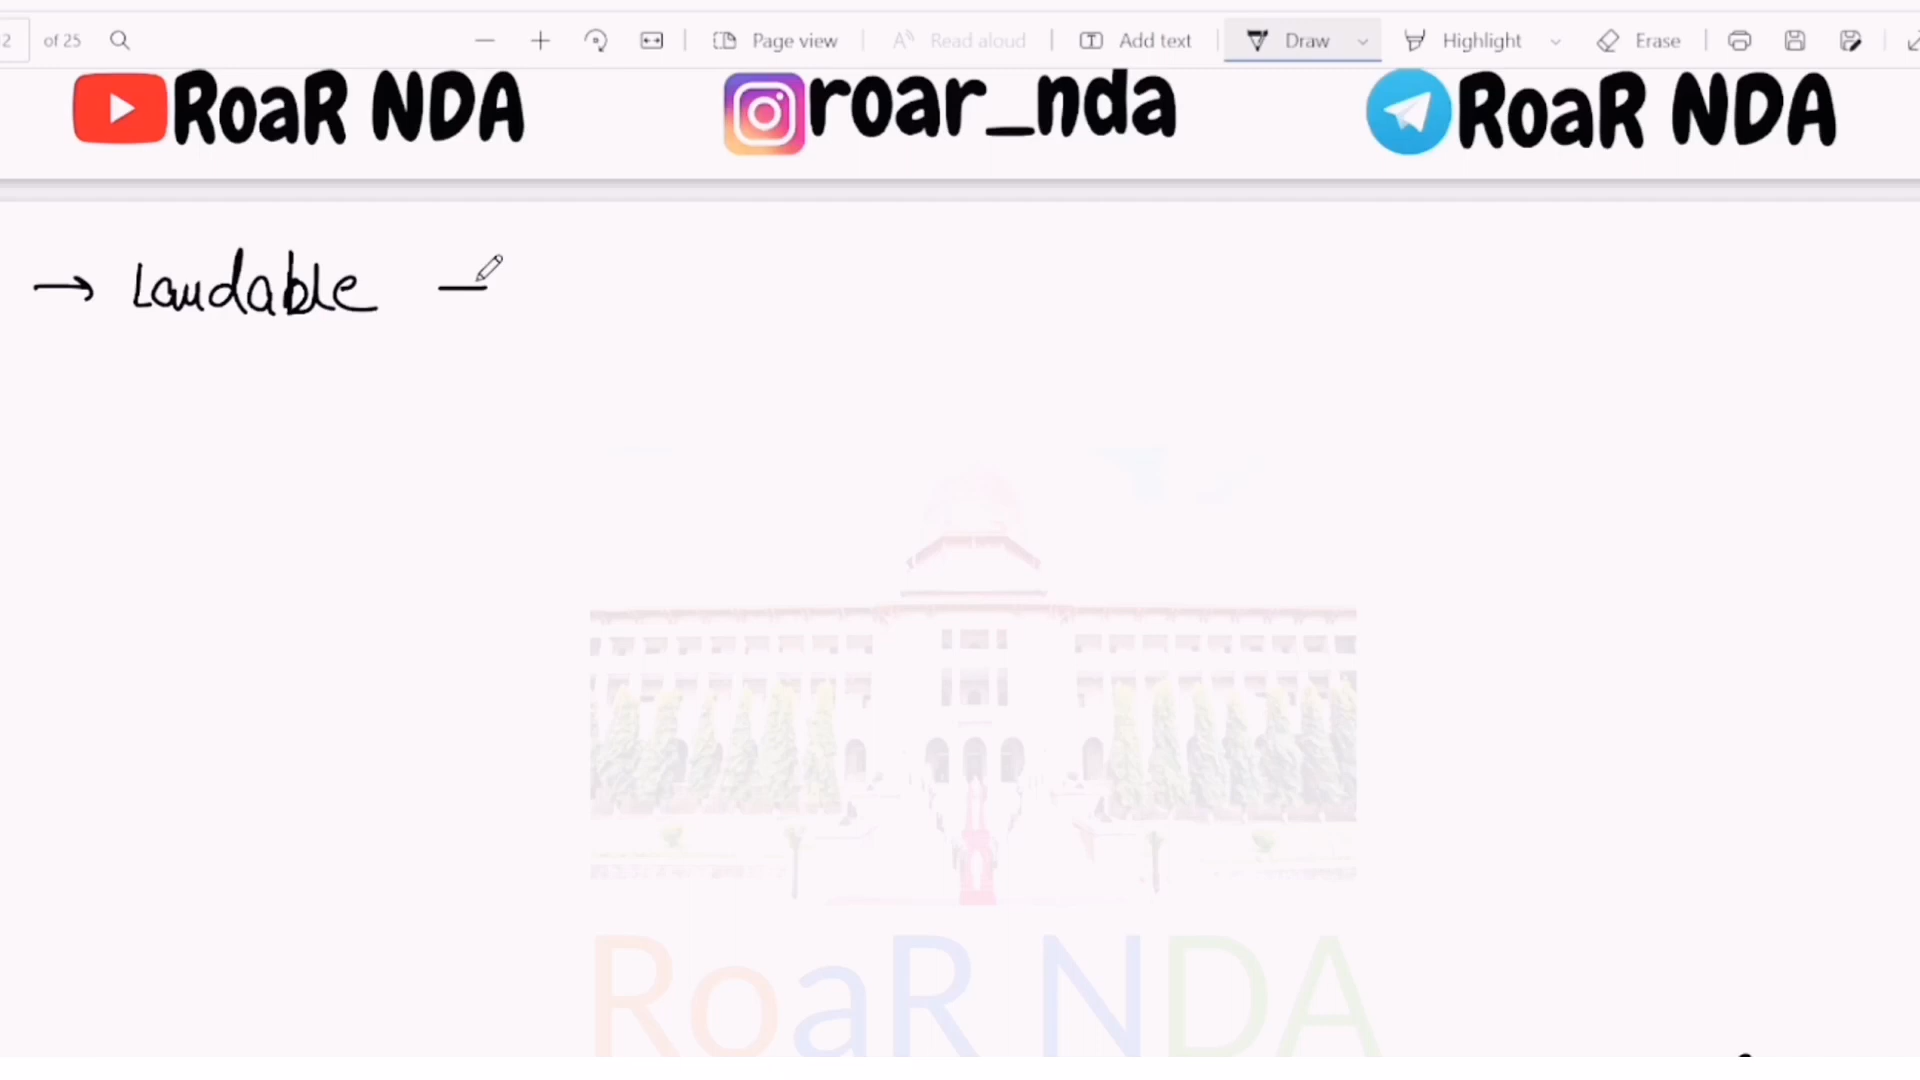 2 of 25 Page view Read aloud Add text Draw Highlight Erase
RoaR NDA roar_nda RoaR NDA
→ Laudable —
RoaR NDA